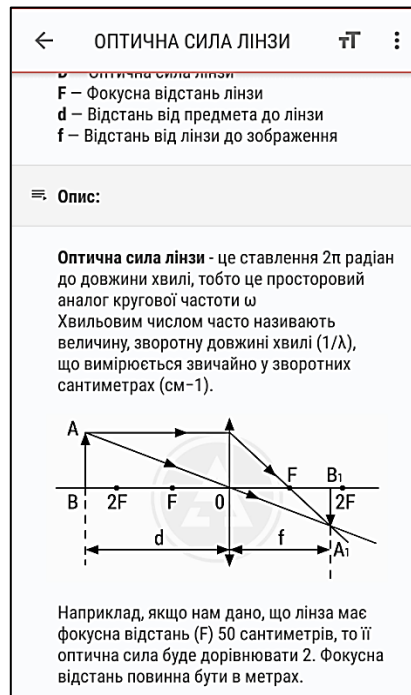 ОПТИЧНА СИЛА ЛІНЗИ
D — Оптична сила лінзи
F — Фокусна відстань лінзи
d — Відстань від предмета до лінзи
f — Відстань від лінзи до зображення
Опис:
Оптична сила лінзи - це ставлення 2π радіан
до довжини хвилі, тобто це просторовий
аналог кругової частоти ω
Хвильовим числом часто називають
величину, зворотну довжині хвилі (1/λ),
що вимірюється звичайно у зворотних
сантиметрах (см−1).
A
F B₁
B 2F F 0 2F
d f A₁
Наприклад, якщо нам дано, що лінза має
фокусна відстань (F) 50 сантиметрів, то її
оптична сила буде дорівнювати 2. Фокусна
відстань повинна бути в метрах.